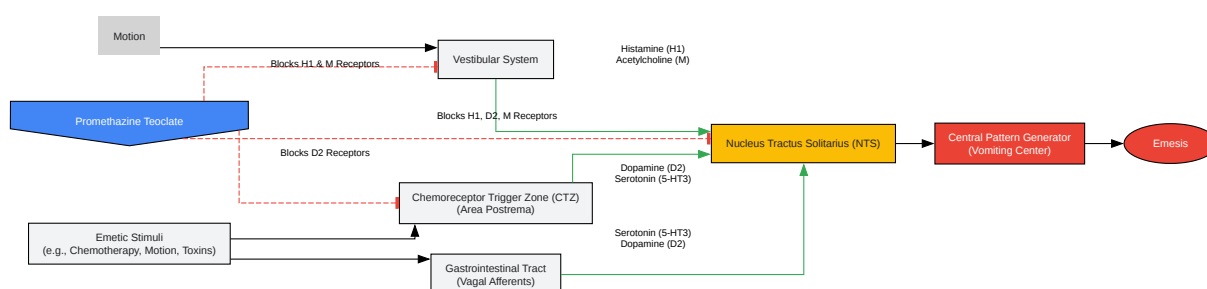 Motion
Histamine (H1)
Acetylcholine (M)
Vestibular System
Blocks H1 & M Receptors
Promethazine Teoclate
Blocks H1, D2, M Receptors
Nucleus Tractus Solitarius (NTS)
Central Pattern Generator
(Vomiting Center)
Emesis
Blocks D2 Receptors
Dopamine (D2)
Serotonin (5-HT3)
Chemoreceptor Trigger Zone (CTZ)
(Area Postrema)
Emetic Stimuli
(e.g., Chemotherapy, Motion, Toxins)
Serotonin (5-HT3)
Dopamine (D2)
Gastrointestinal Tract
(Vagal Afferents)